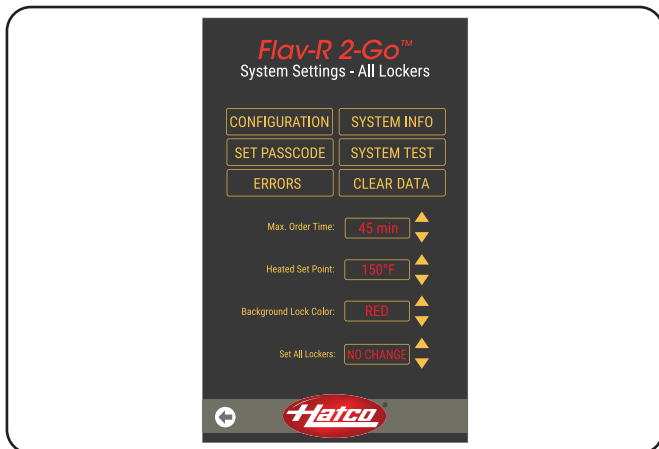 Flav-R 2-Go™
System Settings - All Lockers
CONFIGURATION SYSTEM INFO
SET PASSCODE SYSTEM TEST
ERRORS CLEAR DATA
Max. Order Time: 45 min
Heated Set Point: 150°F
Background Lock Color: RED
Set All Lockers: NO CHANGE
Hatco®